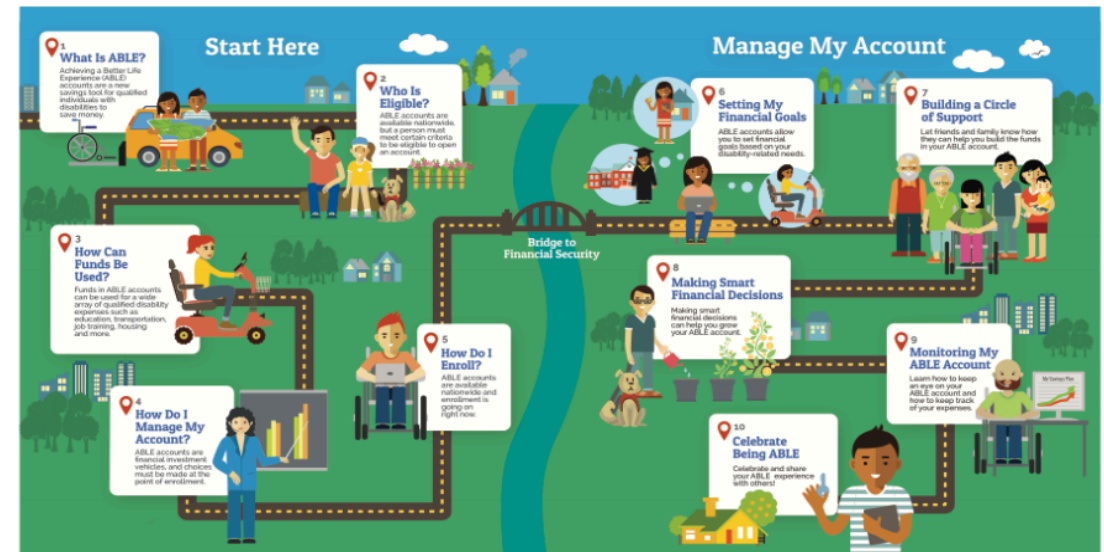 Start Here
1
What Is ABLE?
Achieving a Better Life
Experience (ABLE)
accounts are a new
savings tool for qualified
individuals with
disabilities to
save money.
2
Who Is
Eligible?
ABLE accounts are
available nationwide,
but a person must
meet certain criteria
to be eligible to open
an account.
3
How Can
Funds Be
Used?
Funds in ABLE accounts
can be used for a wide
array of qualified disability
expenses such as
education, transportation,
job training, housing
and more.
4
How Do I
Manage My
Account?
ABLE accounts are
financial investment
vehicles, and choices
must be made at the
point of enrollment.
5
How Do I
Enroll?
ABLE accounts
are available
nationwide and
enrollment is
going on
right now.
Bridge to
Financial Security
Manage My Account
6
Setting My
Financial Goals
ABLE accounts allow
you to set financial
goals based on your
disability-related needs.
7
Building a Circle
of Support
Let friends and family know how
they can help you build the funds
in your ABLE account.
8
Making Smart
Financial Decisions
Making smart
financial decisions
can help you grow
your ABLE account.
9
Monitoring My
ABLE Account
Learn how to keep
an eye on your
ABLE account and
how to keep track
of your expenses.
My Savings Plan
10
Celebrate
Being ABLE
Celebrate and share
your ABLE experience
with others!